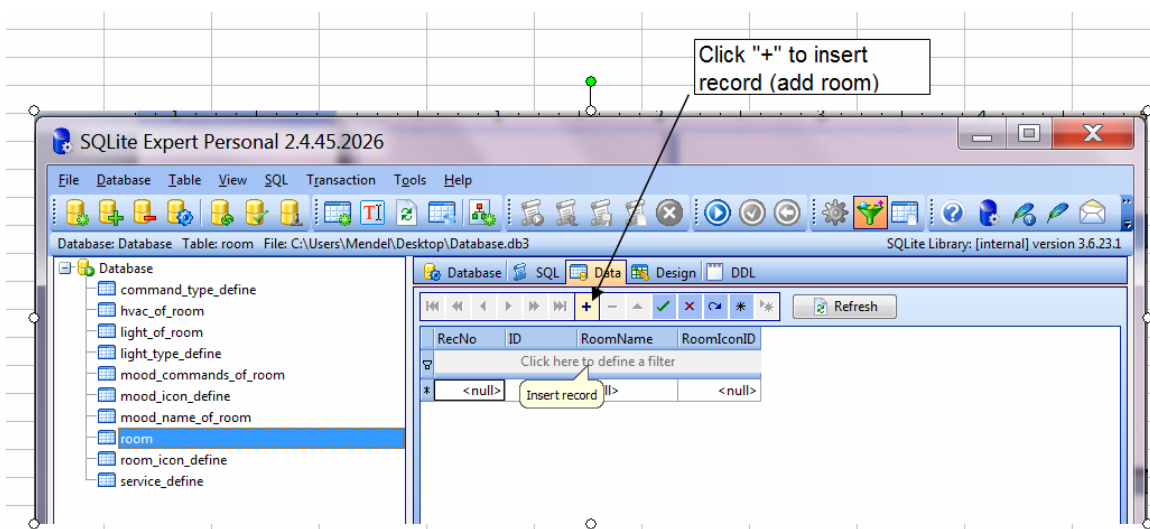 Click "+" to insert
record (add room)
SQLite Expert Personal 2.4.45.2026
File Database Table View SQL Transaction Tools Help
Database: Database Table: room File: C:\Users\Mendel\Desktop\Database.db3 SQLite Library: [internal] version 3.6.23.1
Database
command_type_define
hvac_of_room
light_of_room
light_type_define
mood_commands_of_room
mood_icon_define
mood_name_of_room
room
room_icon_define
service_define
Database SQL Data Design DDL
Refresh
RecNo ID RoomName RoomIconID
Click here to define a filter
<null> ll> <null>
Insert record